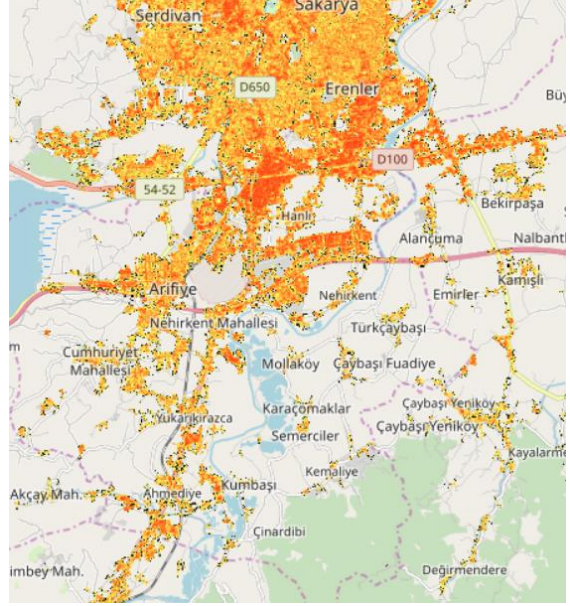 Sakarya
Serdivan
D650
Erenler
Bü
D100
54-52
Bekirpaşa
Hanlı
Alancuma
Nalbantl
Kamışlı
Arifiye
Nehirkent
Emirler
Nehirkent Mahallesi
Türkçaybaşı
m
Cumhuriyet
Mahallesi
Mollaköy
Çaybaşı Fuadiye
Karaçomaklar
Çaybaşı Yeniköy
Yukarıkırazca
Semerciler
Çaybaşı Yeniköy
Kayalarme
Kemaliye
Kumbaşı
Akçay Mah.
Ahmediye
Çınardibi
imbey Mah.
Değirmendere